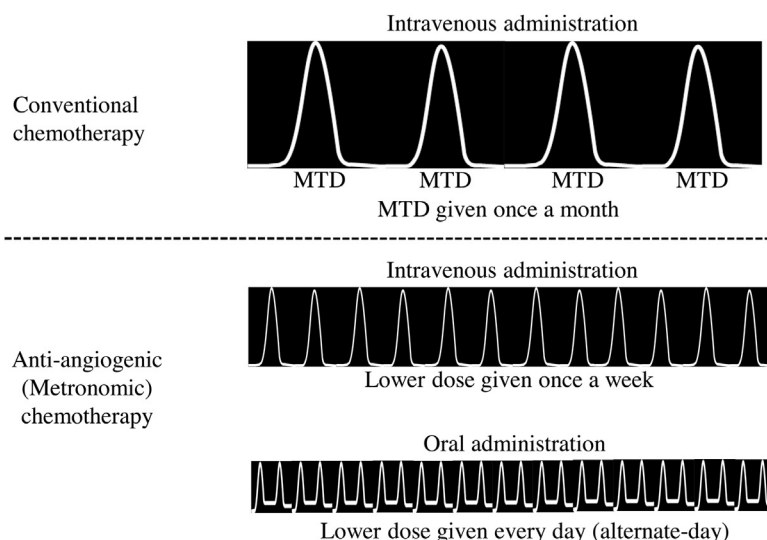 Intravenous administration
Conventional
chemotherapy
MTD MTD MTD MTD
MTD given once a month
Intravenous administration
Lower dose given once a week
Anti-angiogenic
(Metronomic)
chemotherapy
Oral administration
Lower dose given every day (alternate-day)